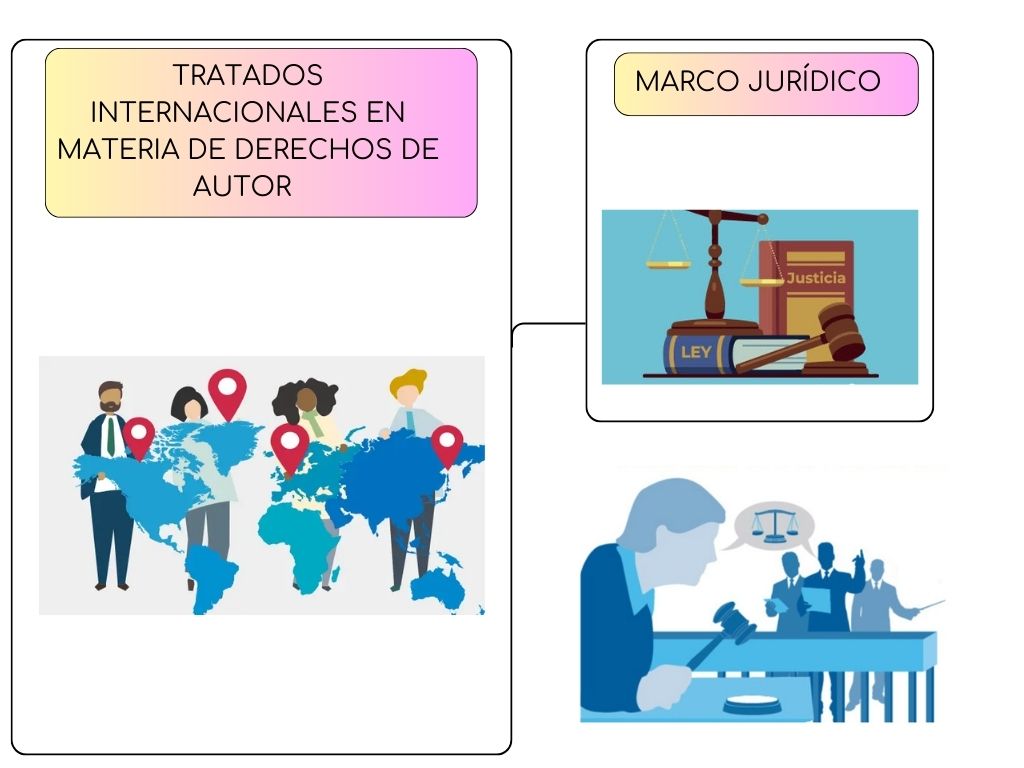 TRATADOS
INTERNACIONALES EN
MATERIA DE DERECHOS DE
AUTOR
MARCO JURÍDICO
Justicia
LEY